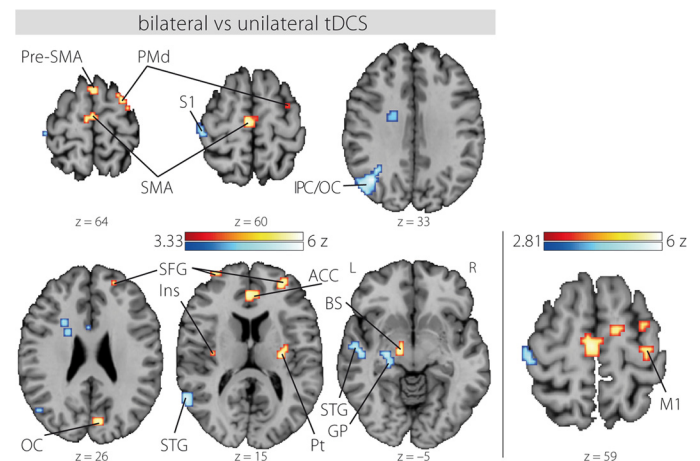 bilateral vs unilateral tDCS
Pre-SMA
PMd
S1
SMA
IPC/OC
z = 64
z = 60
z = 33
3.33
6 z
2.81
6 z
SFG
ACC
Ins
L
R
BS
OC
STG
Pt
STG
GP
M1
z = 26
z = 15
z = –5
z = 59